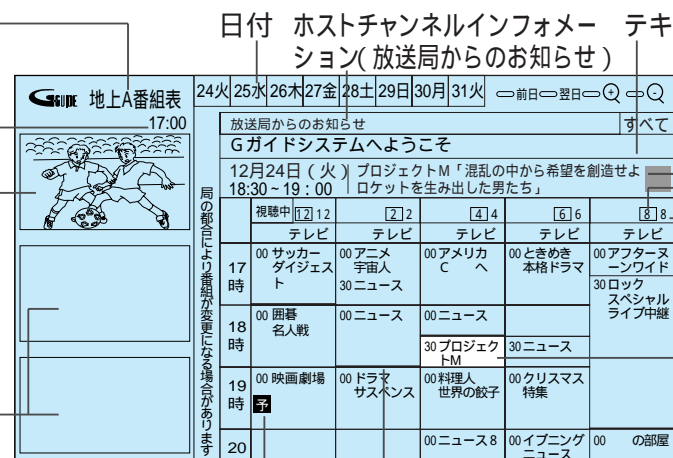 日付 ホストチャンネルインフォメー テキ
ション(放送局からのお知らせ)
GGUIDE 地上A番組表
17:00
24火 25水 26木 27金 28土 29日 30月 31火 前日 翌日 + -
放送局からのお知らせ すべて
Gガイドシステムへようこそ
12月24日(火) プロジェクトM「混乱の中から希望を創造せよ
18:30~19:00 ロケットを生み出した男たち」
局の都合により番組が変更になる場合があります
視聴中 12 12 2 2 4 4 6 6 8 8
テレビ テレビ テレビ テレビ テレビ
17時
00 サッカーダイジェスト
00 アニメ
宇宙人
30 ニュース
00 アメリカ
C へ
00 ときめき
本格ドラマ
00 アフターヌ
ーンワイド
30 ロック
スペシャル
ライブ中継
18時
00 囲碁
名人戦
00 ニュース
00 ニュース
30 プロジェク
トM
30 ニュース
19時
00 映画劇場
予
00 ドラマ
サスペンス
00 料理人
世界の餃子
00 クリスマス
特集
20
00 ニュース8
00 イブニング
ニュース
00 の部屋